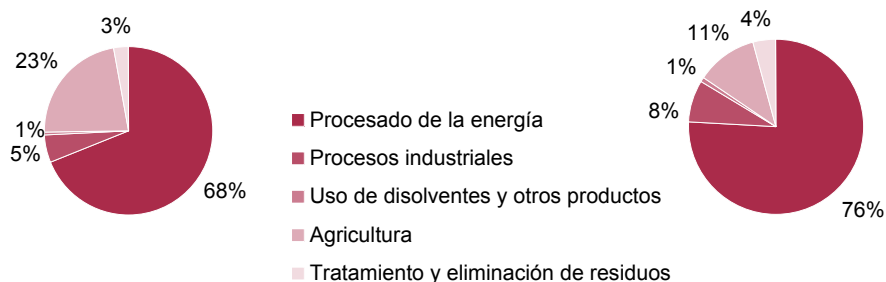 3%
23%
1%
5%
68%
Procesado de la energía
Procesos industriales
Uso de disolventes y otros productos
Agricultura
Tratamiento y eliminación de residuos
4%
11%
1%
8%
76%